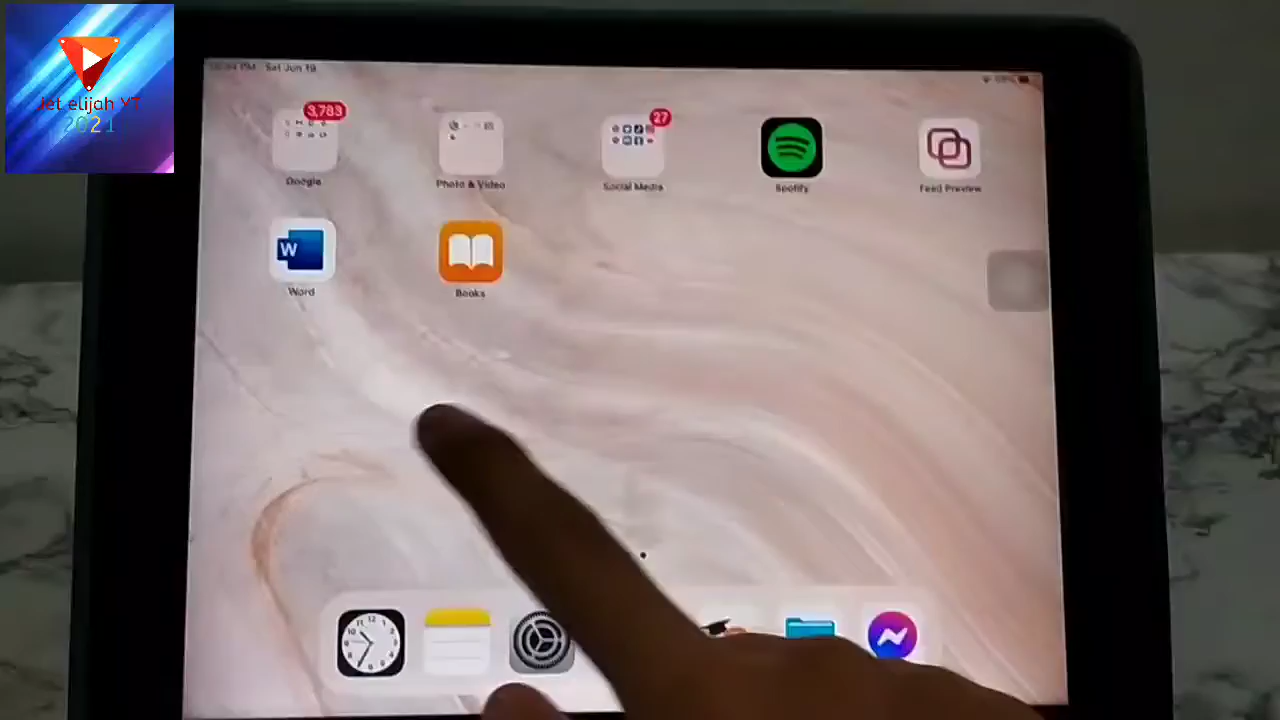 Jet elijah YT
2021
Sat Jun 19
3,783
27
Google
Photo & Video
Social Media
Spotify
Feed Preview
W
Word
Books
12